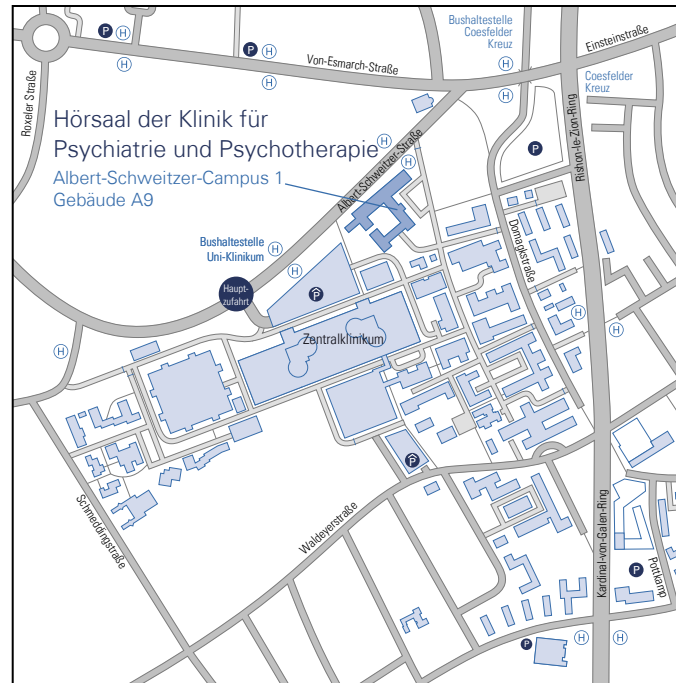 Bushaltestelle
Coesfelder
Kreuz
P
H
H
P
H
H
Von-Esmarch-Straße
H
H
Einsteinstraße
Coesfelder
Kreuz
Roxeler Straße
Hörsaal der Klinik für
Psychiatrie und Psychotherapie
Albert-Schweitzer-Campus 1
Gebäude A9
H
H
Albert-Schweitzer-Straße
P
Rishon-le-Zion-Ring
Domagkstraße
Bushaltestelle
Uni-Klinikum
H
H
Haupt-
zufahrt
P
H
H
H
Zentralklinikum
P
Schmeddingstraße
Waldeyerstraße
Kardinal-von-Galen-Ring
P
Pottkamp
P
H
H